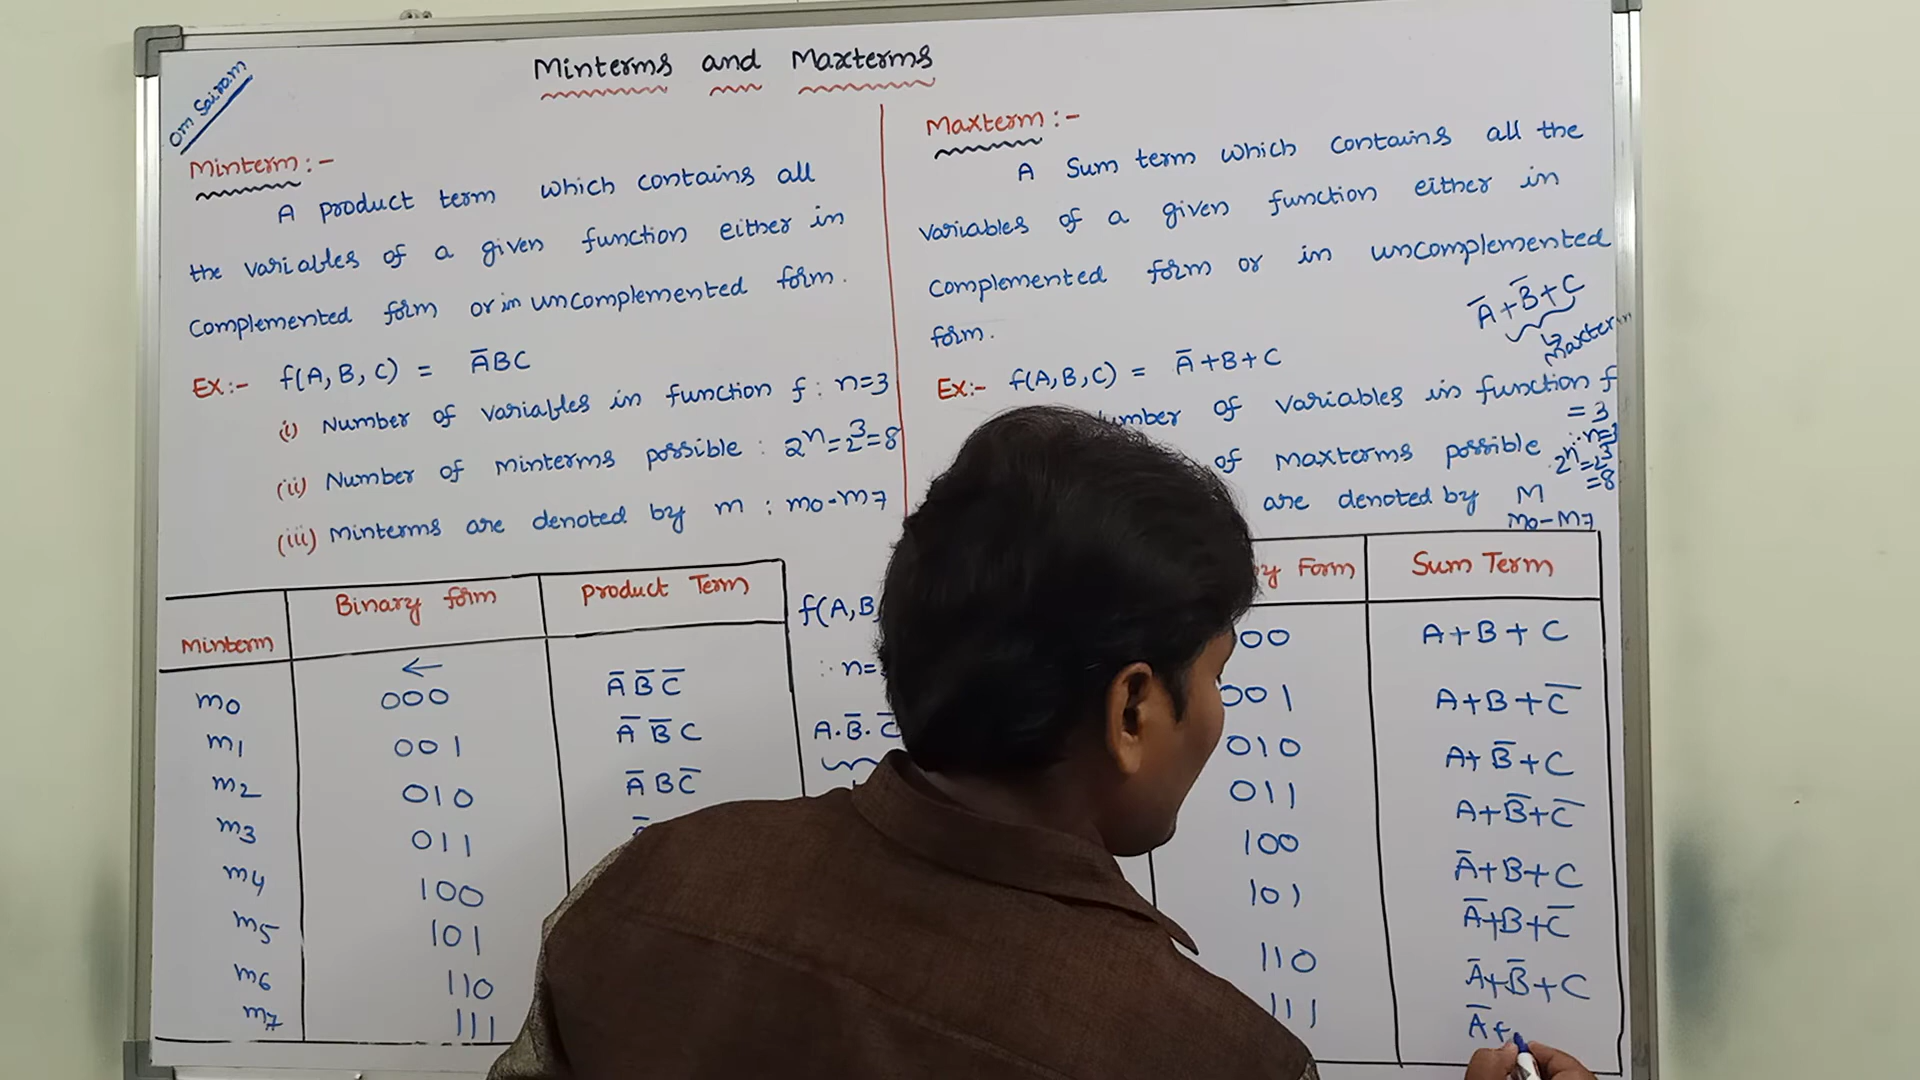 Minterms and Maxterms
Om Sairam
Minterm :-
A product term which contains all
the variables of a given function either in
complemented form or in uncomplemented form.
Ex:- f(A, B, C) = A̅BC
(i) Number of variables in function f : n=3
(ii) Number of minterms possible : 2ⁿ=2³=8
(iii) Minterms are denoted by m : m0-m7
Minterm Binary form product Term
←
m0 000 A̅ B̅ C̅
m1 001 A̅ B̅ C
m2 010 A̅ B C̅
m3 011
m4 100
m5 101
m6 110
m7 111
f(A,B
∴ n=
A.B̅.C̅
Maxterm :-
A Sum term which contains all the
variables of a given function either in
complemented form or in uncomplemented
form.
A̅+B̅+C
Maxterm
Ex:- f(A,B,C) = A̅+B+C
umber of variables in function f
= 3
∴ n=3
of maxterms possible 2ⁿ=2³
=8
are denoted by M
M0-M7
y Form Sum Term
00 A+B+C
001 A+B+C̅
010 A+B̅+C
011 A+B̅+C̅
100 A̅+B+C
101 A̅+B+C̅
110 A̅+B̅+C
111 A̅+